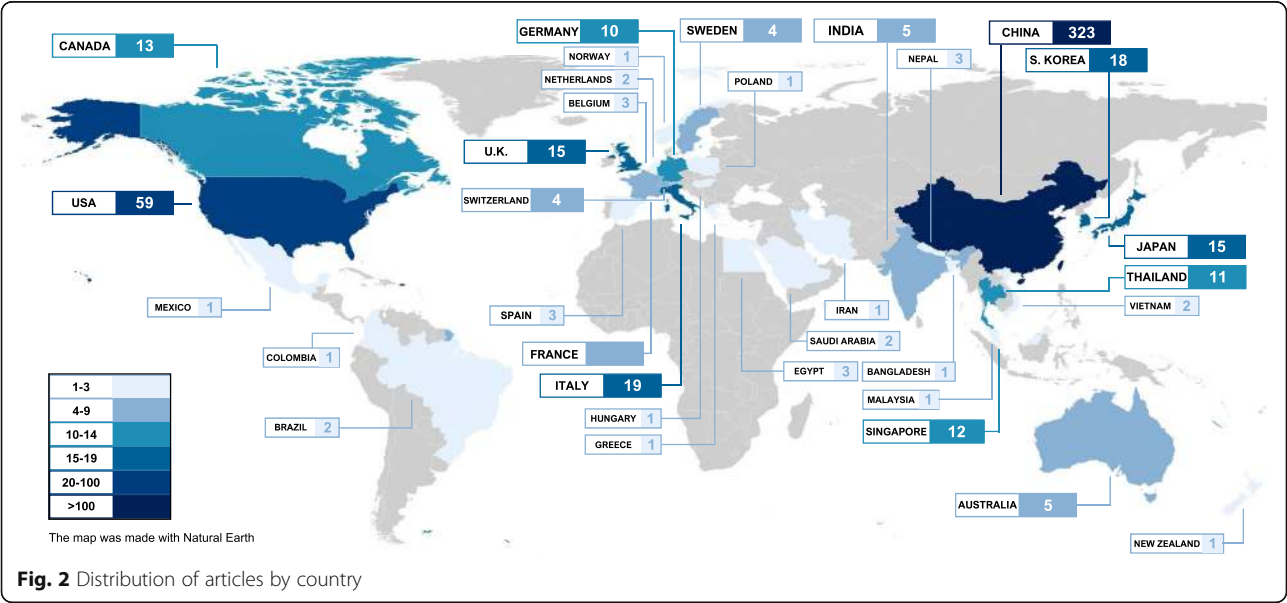 CANADA 13
GERMANY 10
SWEDEN 4
INDIA 5
CHINA 323
NORWAY 1
NEPAL 3
S. KOREA 18
NETHERLANDS 2
POLAND 1
BELGIUM 3
U.K. 15
USA 59
SWITZERLAND 4
JAPAN 15
THAILAND 11
MEXICO 1
SPAIN 3
IRAN 1
VIETNAM 2
SAUDI ARABIA 2
COLOMBIA 1
FRANCE
EGYPT 3
BANGLADESH 1
ITALY 19
MALAYSIA 1
BRAZIL 2
HUNGARY 1
SINGAPORE 12
GREECE 1
AUSTRALIA 5
NEW ZEALAND 1
1-3
4-9
10-14
15-19
20-100
>100
The map was made with Natural Earth
Fig. 2 Distribution of articles by country